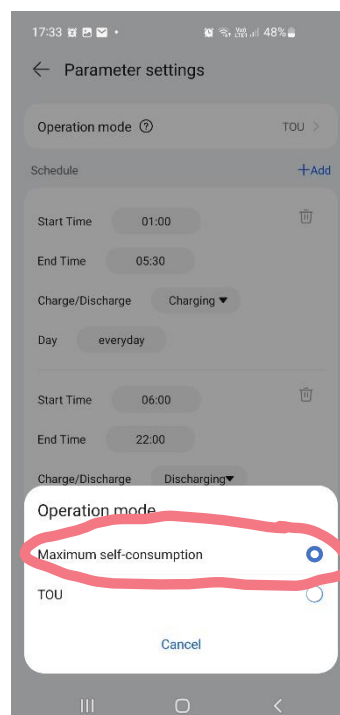 17:33 48%
Parameter settings
Operation mode TOU
Schedule +Add
Start Time 01:00
End Time 05:30
Charge/Discharge Charging
Day everyday
Start Time 06:00
End Time 22:00
Charge/Discharge Discharging
Operation mode
Maximum self-consumption
TOU
Cancel